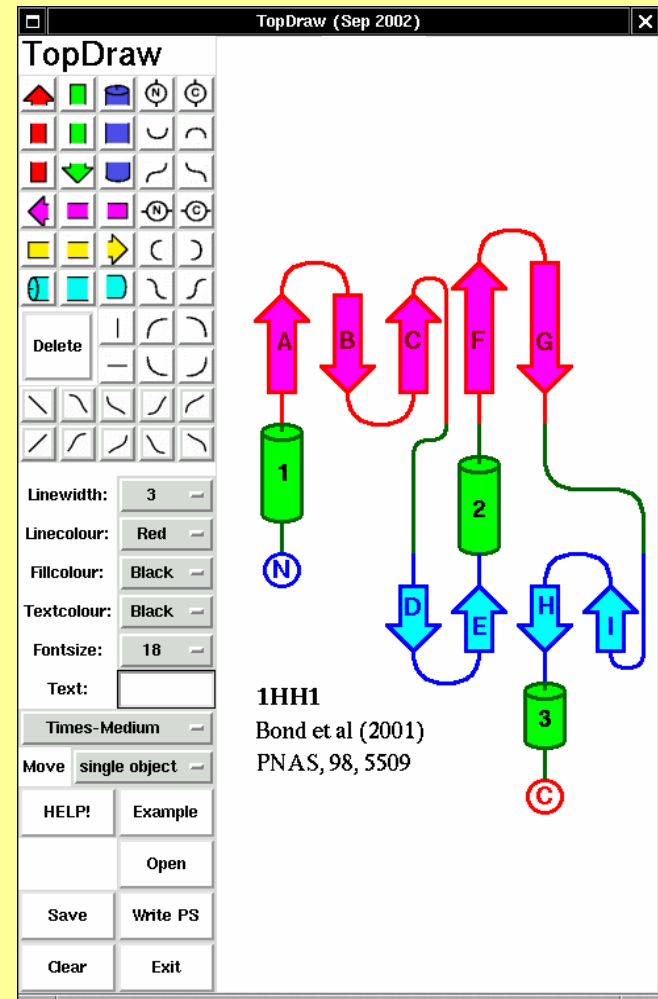 TopDraw (Sep 2002)
TopDraw
N C
N C
Delete
Linewidth: 3
Linecolour: Red
Fillcolour: Black
Textcolour: Black
Fontsize: 18
Text:
Times-Medium
Move single object
HELP! Example
Open
Save Write PS
Clear Exit
A B C F G
1 2
N
D E H I
3
C
1HH1
Bond et al (2001)
PNAS, 98, 5509